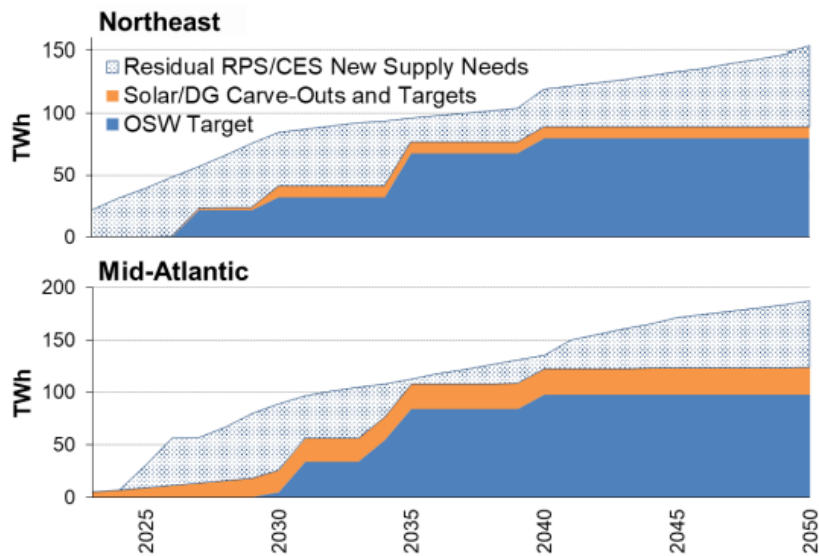 Northeast
150
Residual RPS/CES New Supply Needs
Solar/DG Carve-Outs and Targets
100
OSW Target
TWh
50
0
Mid-Atlantic
200
150
100
TWh
50
0
2025
2030
2035
2040
2045
2050